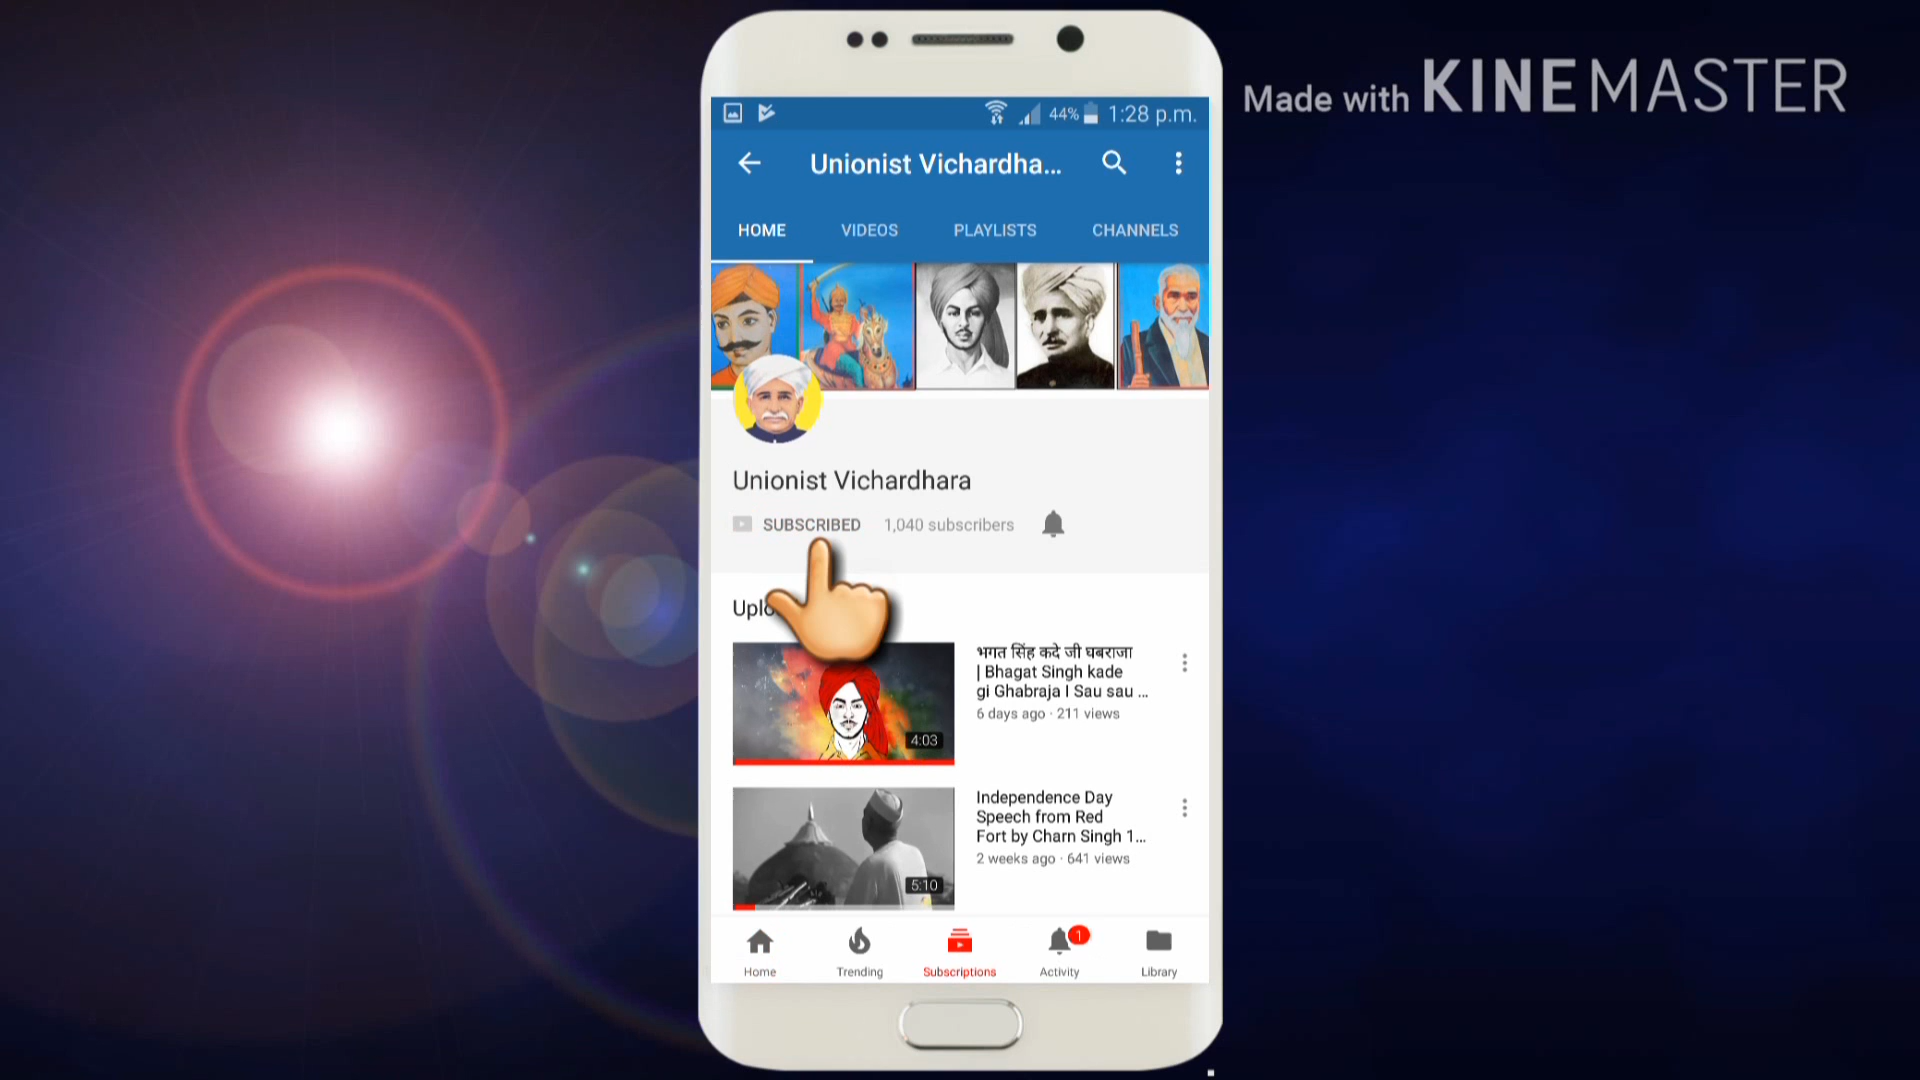 Made with KINEMASTER
44% 1:28 p.m.
Unionist Vichardha...
HOME VIDEOS PLAYLISTS CHANNELS
Unionist Vichardhara
SUBSCRIBED 1,040 subscribers
भगत सिंह कदे जी घबराजा
| Bhagat Singh kade
gi Ghabraja I Sau sau ...
6 days ago · 211 views
4:03
Independence Day
Speech from Red
Fort by Charn Singh 1...
2 weeks ago · 641 views
5:10
1
Home Trending Subscriptions Activity Library